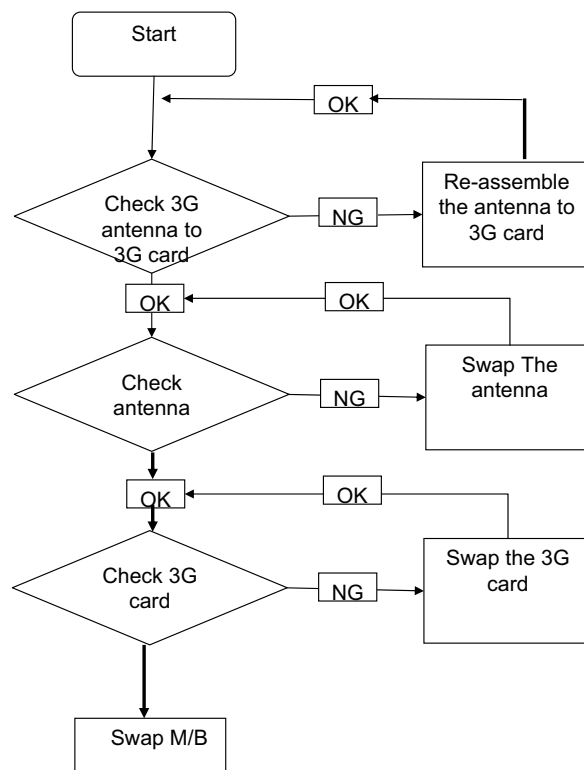 Start
OK
Check 3G
antenna to
3G card
NG
Re-assemble
the antenna to
3G card
OK
OK
Check
antenna
NG
Swap The
antenna
OK
OK
Check 3G
card
NG
Swap the 3G
card
Swap M/B